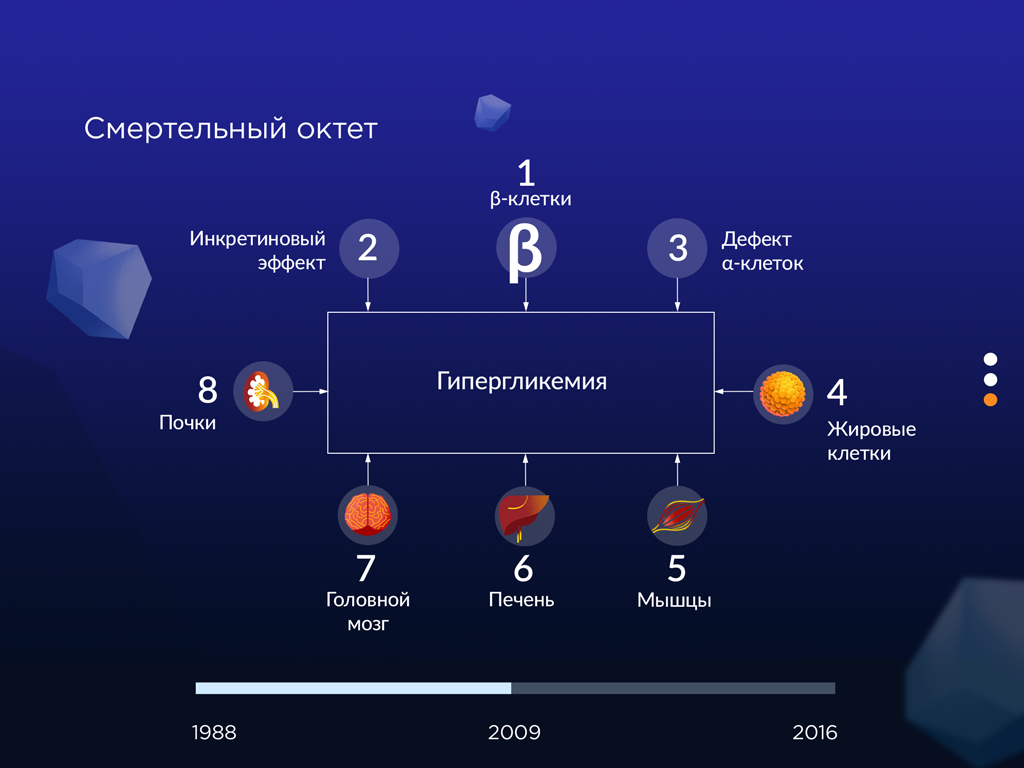 Смертельный октет
1
β-клетки
β
Инкретиновый
эффект
2
3
Дефект
α-клеток
Гипергликемия
8
Почки
4
Жировые
клетки
7
Головной
мозг
6
Печень
5
Мышцы
1988
2009
2016